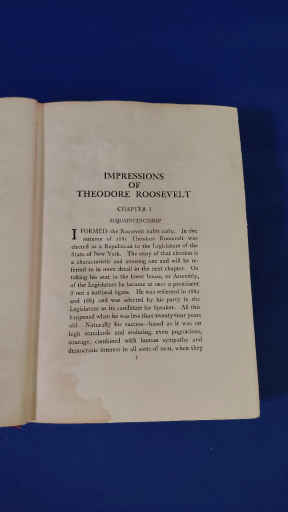 IMPRESSIONS
OF
THEODORE ROOSEVELT
CHAPTER I
SQUAREDEALSHIP
I FORMED the Roosevelt habit early. In the
autumn of 1881 Theodore Roosevelt was
elected as a Republican to the Legislature of the
State of New York. The story of that election is
a characteristic and amusing one and will be re-
ferred to in more detail in the next chapter. On
taking his seat in the lower house, or Assembly,
of the Legislature he became at once a prominent
if not a national figure. He was reëlected in 1882
and 1883 and was selected by his party in the
Legislature as its candidate for Speaker. All this
happened when he was less than twenty-four years
old. Naturally his success—based as it was on
high standards and enduring, even pugnacious,
courage, combined with human sympathy and
democratic interest in all sorts of men, when they
1